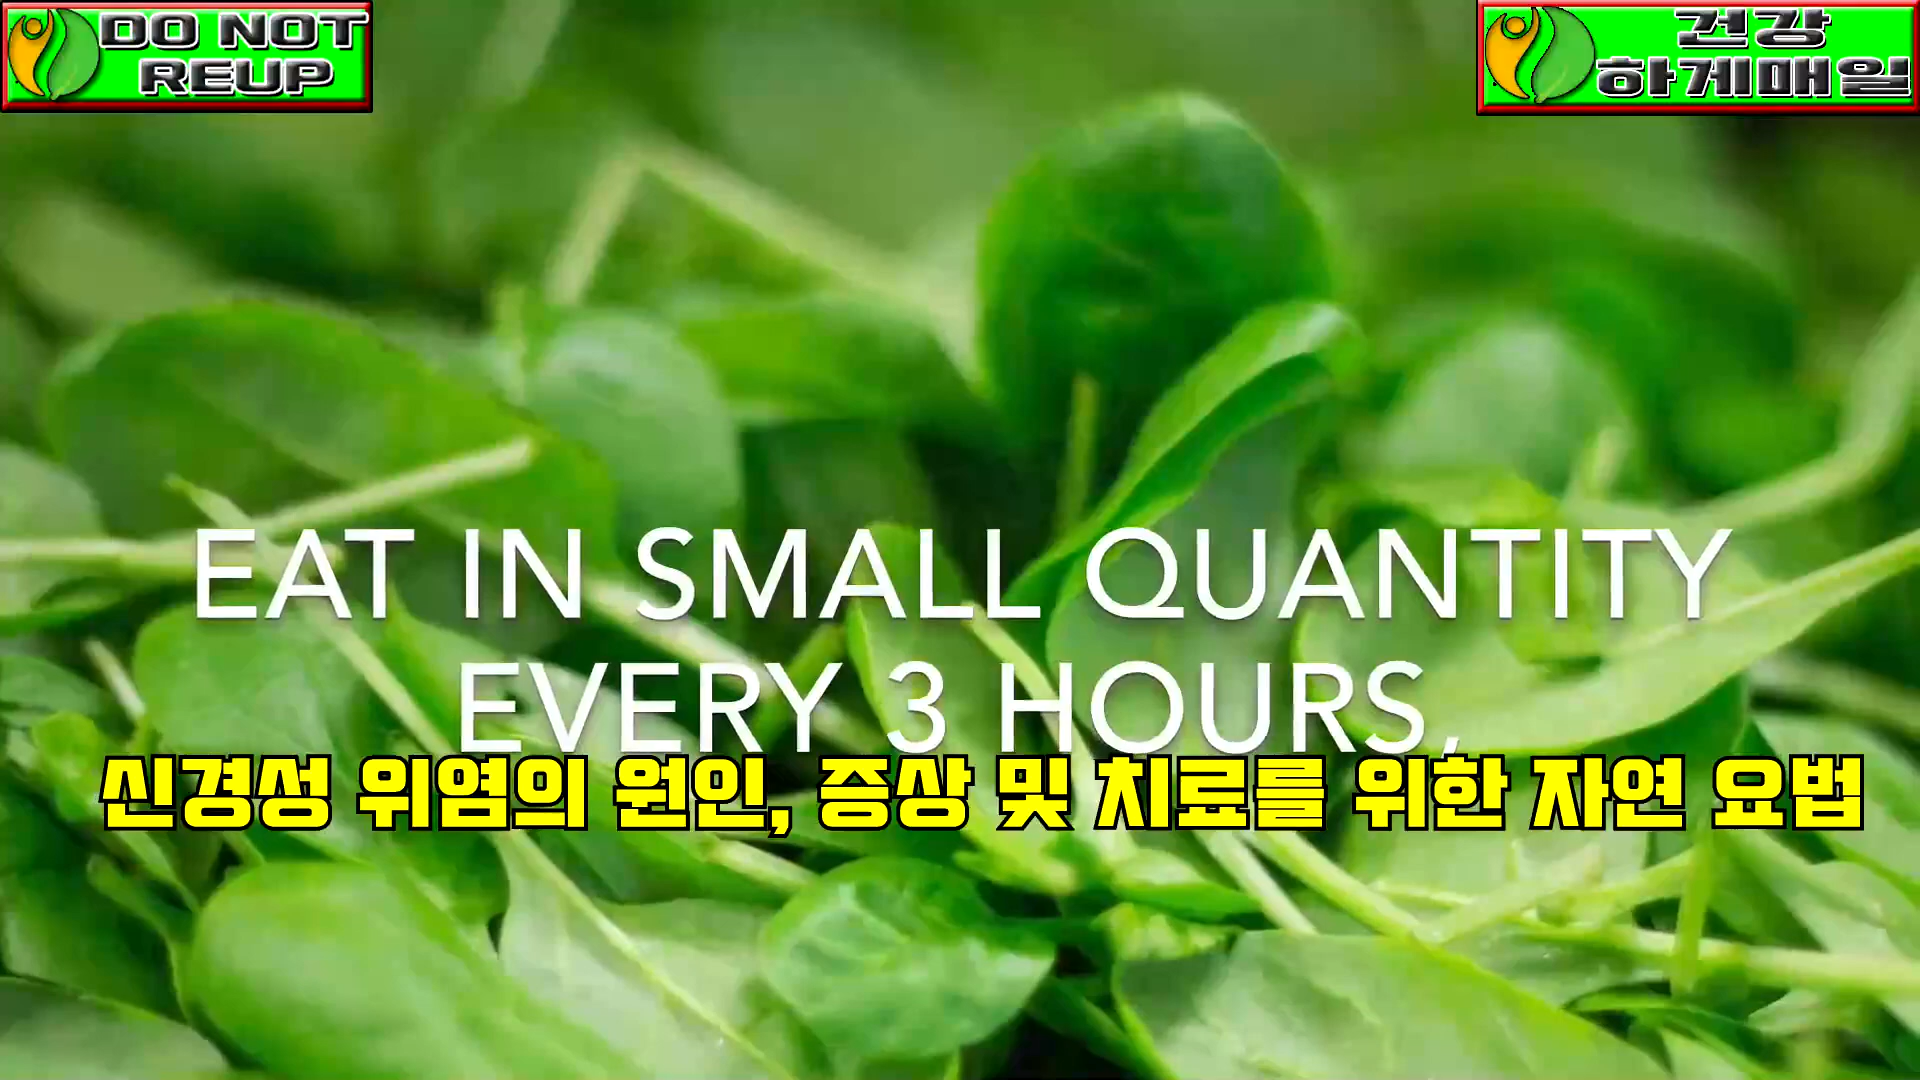 DO NOT
REUP
건강
하게매일
EAT IN SMALL QUANTITY
EVERY 3 HOURS,
신경성 위염의 원인, 증상 및 치료를 위한 자연 요법